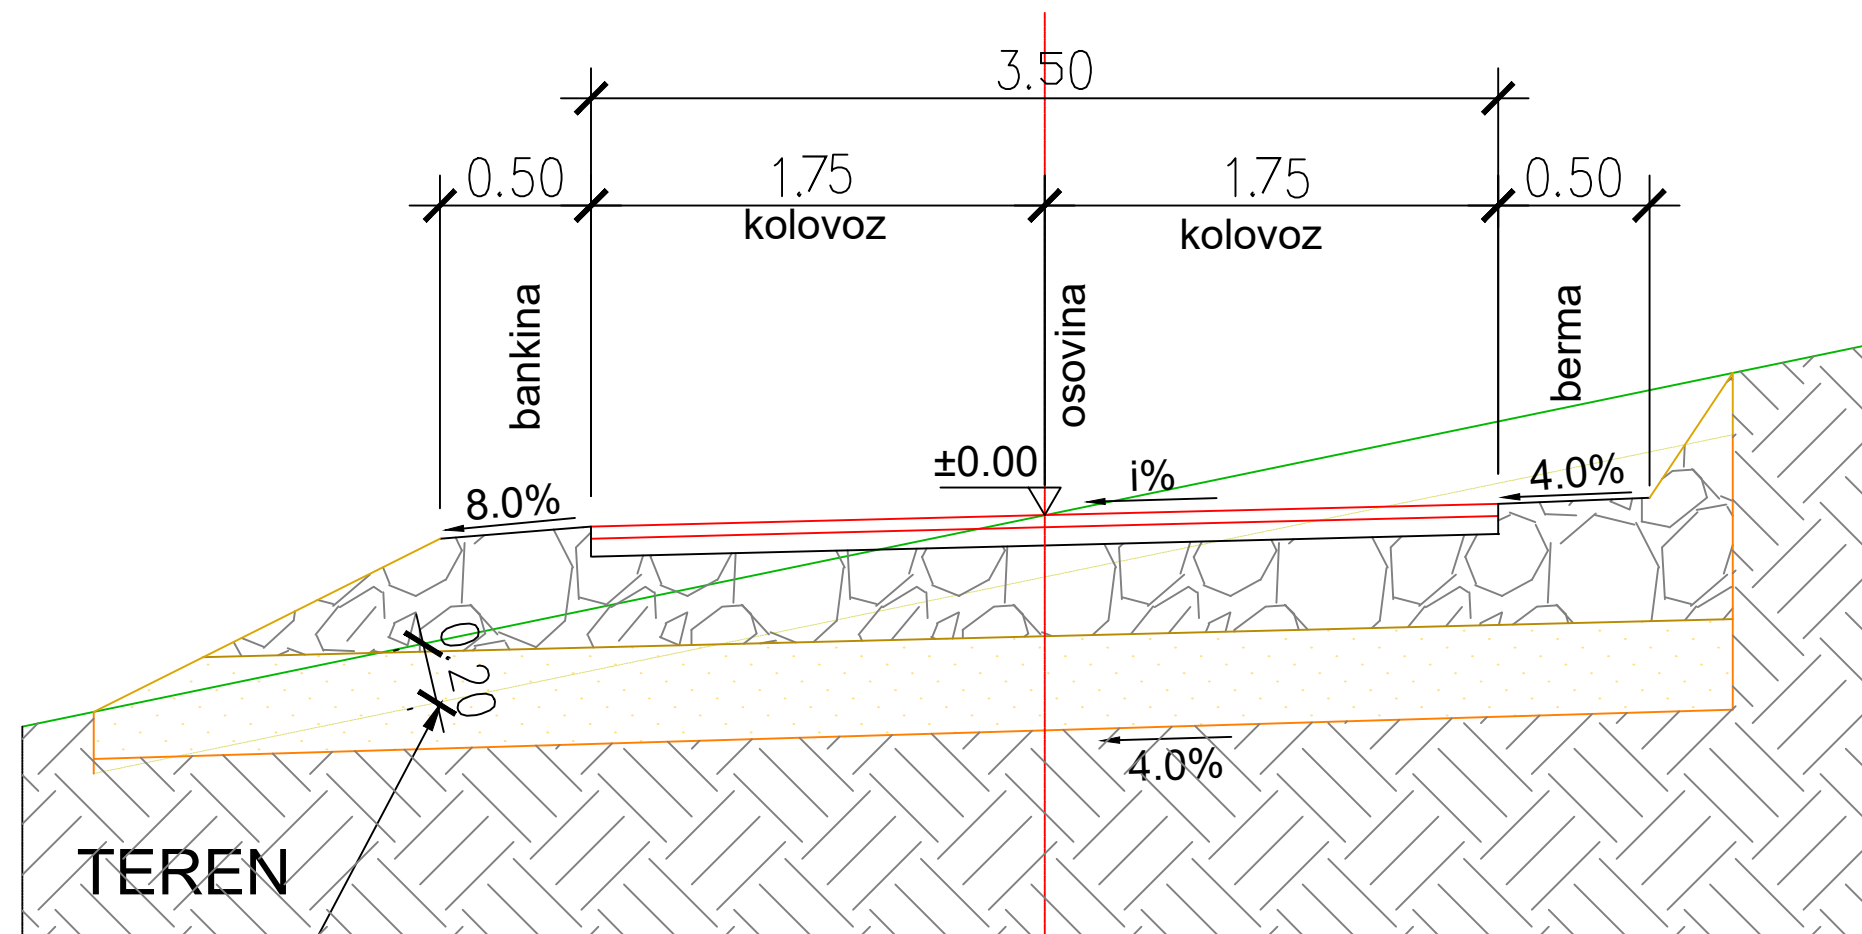 3.50
0.50
1.75
1.75
0.50
kolovoz
kolovoz
bankina
osovina
berma
±0.00
i%
4.0%
8.0%
0.20
4.0%
TEREN